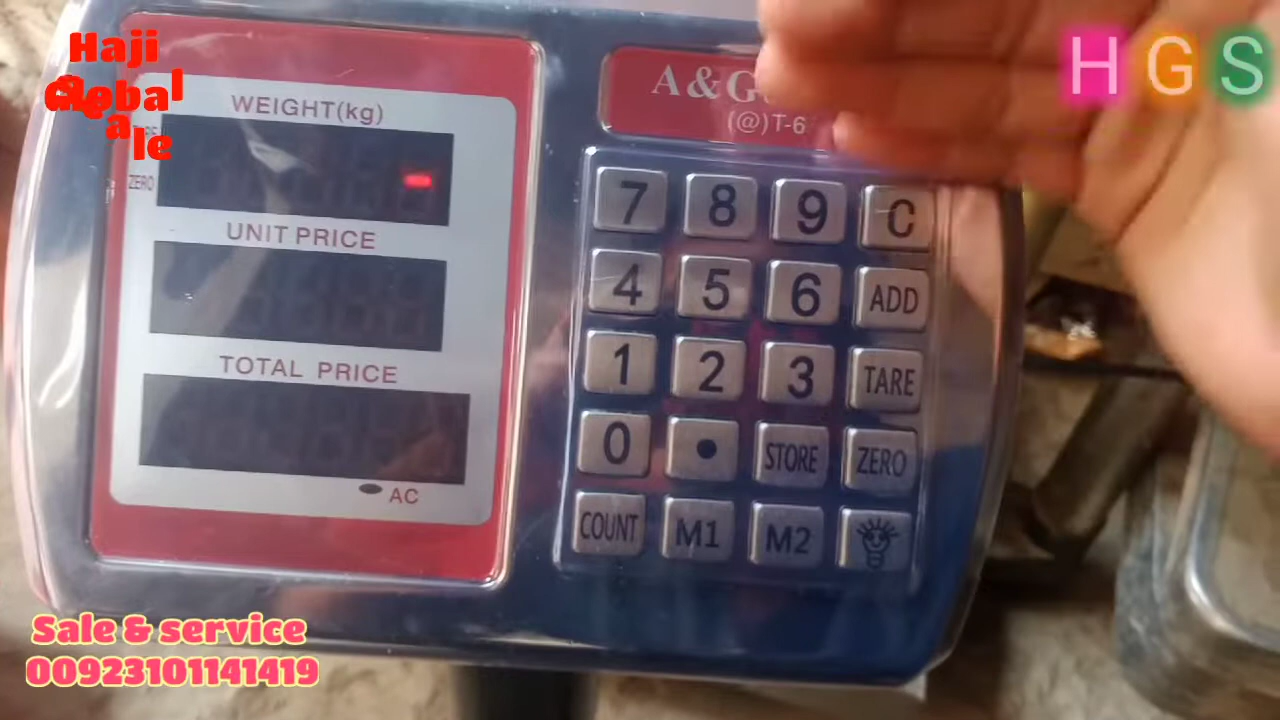 Haji
Global
ale
H G S
WEIGHT(kg)
ZERO
UNIT PRICE
TOTAL PRICE
AC
A&G
(@)T-6
7 8 9 C
4 5 6 ADD
1 2 3 TARE
0 • STORE ZERO
COUNT M1 M2
Sale & service
00923101141419